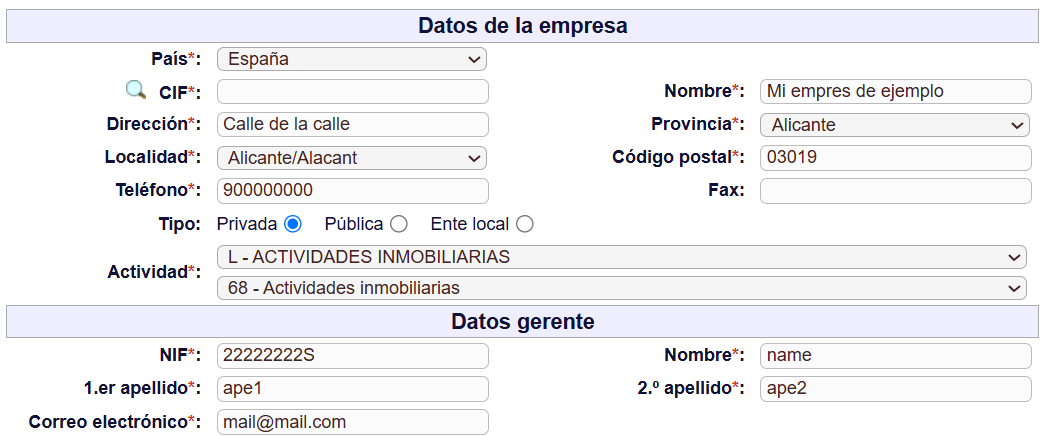 Datos de la empresa
País*: España
CIF*: Nombre*: Mi empres de ejemplo
Dirección*: Calle de la calle Provincia*: Alicante
Localidad*: Alicante/Alacant Código postal*: 03019
Teléfono*: 900000000 Fax:
Tipo: Privada Pública Ente local
Actividad*: L - ACTIVIDADES INMOBILIARIAS
68 - Actividades inmobiliarias
Datos gerente
NIF*: 22222222S Nombre*: name
1.er apellido*: ape1 2.º apellido*: ape2
Correo electrónico*: mail@mail.com